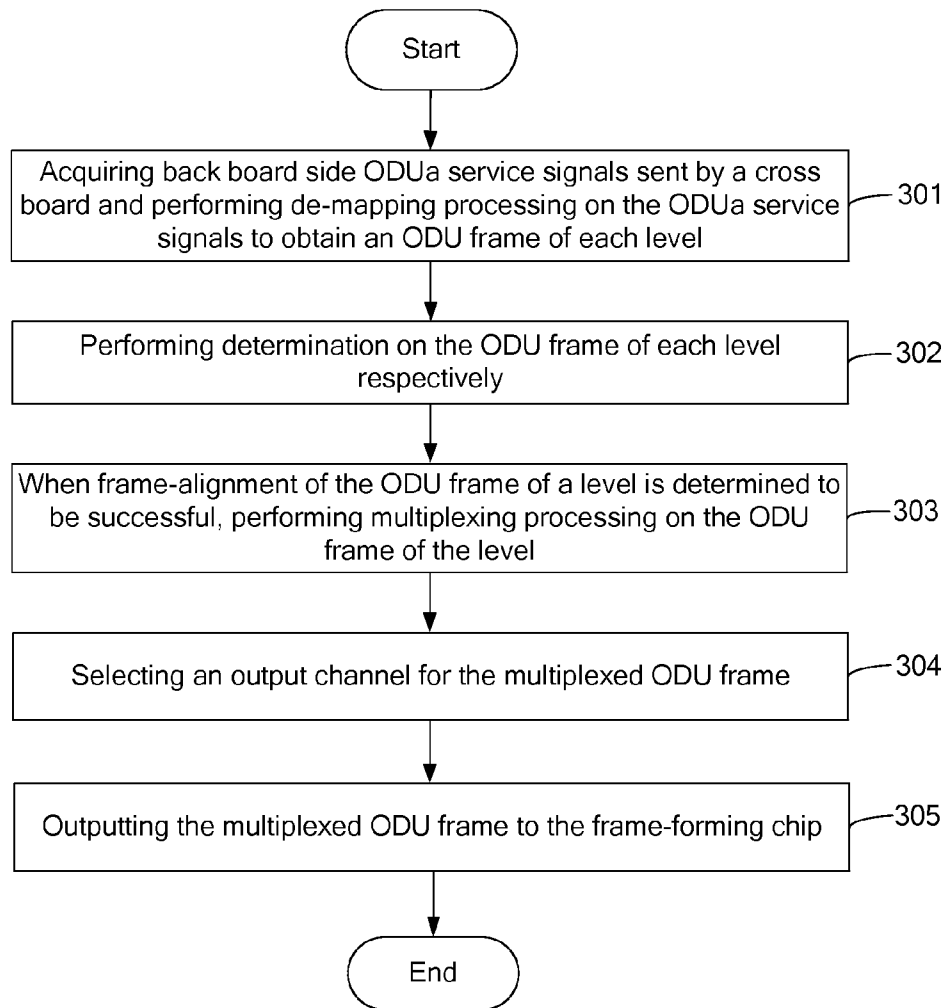 Start
Acquiring back board side ODUa service signals sent by a cross
board and performing de-mapping processing on the ODUa service
signals to obtain an ODU frame of each level
301
Performing determination on the ODU frame of each level
respectively
302
When frame-alignment of the ODU frame of a level is determined to
be successful, performing multiplexing processing on the ODU
frame of the level
303
Selecting an output channel for the multiplexed ODU frame
304
Outputting the multiplexed ODU frame to the frame-forming chip
305
End